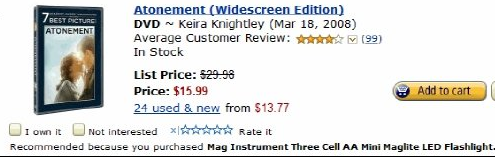 Atonement (Widescreen Edition)
DVD ~ Keira Knightley (Mar 18, 2008)
Average Customer Review: (99)
In Stock
List Price: $29.98
Price: $15.99
24 used & new from $13.77
Add to cart
7
BEST PICTURE
ATONEMENT
I own it Not interested x| Rate it
Recommended because you purchased Mag Instrument Three Cell AA Mini Maglite LED Flashlight.